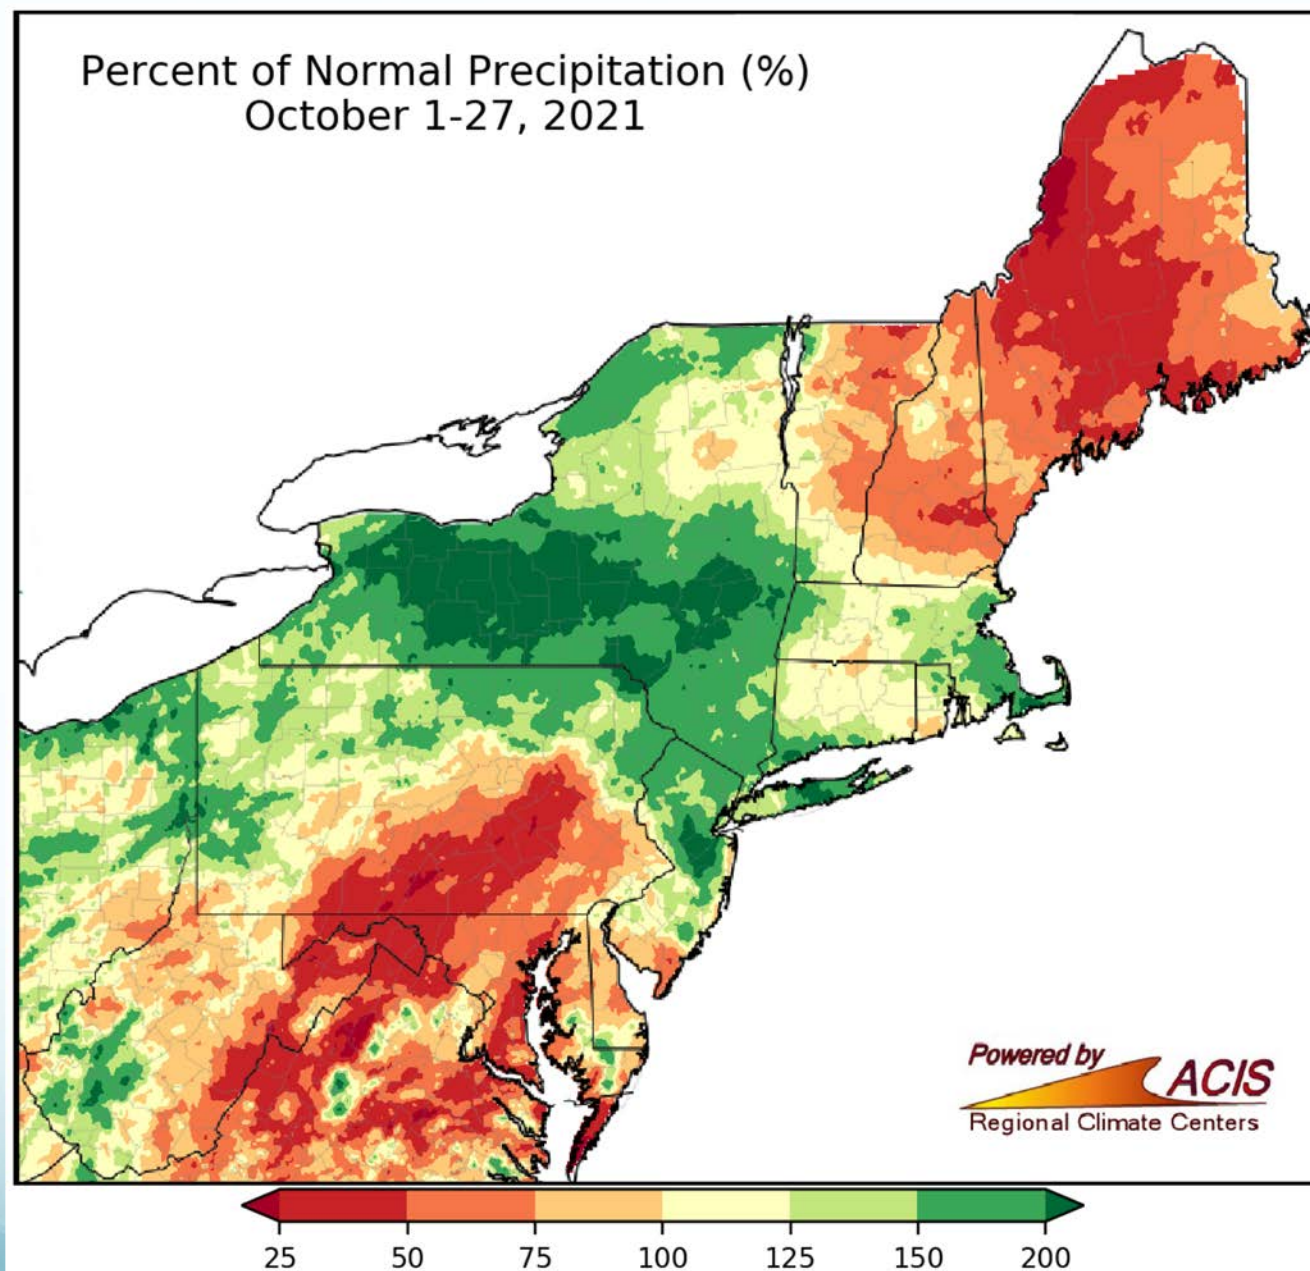 Percent of Normal Precipitation (%)
October 1-27, 2021
Powered by
ACIS
Regional Climate Centers
25 50 75 100 125 150 200